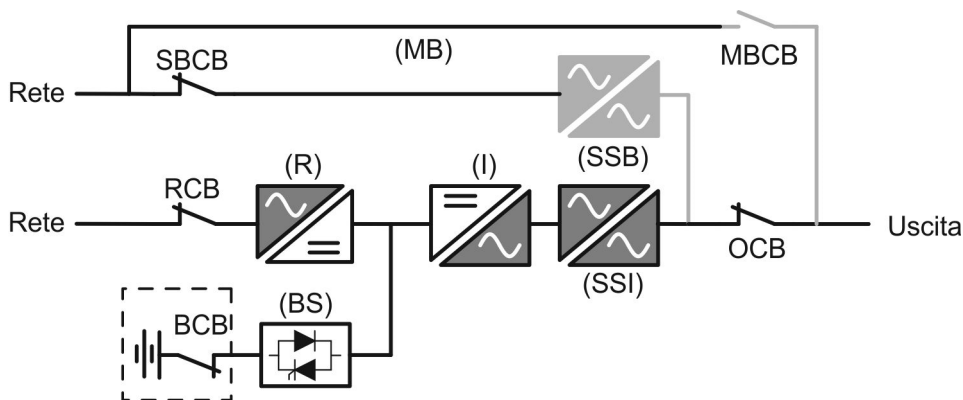 (MB)
MBCB
SBCB
Rete
(SSB)
(R)
(I)
RCB
Rete
Uscita
OCB
(SSI)
(BS)
BCB